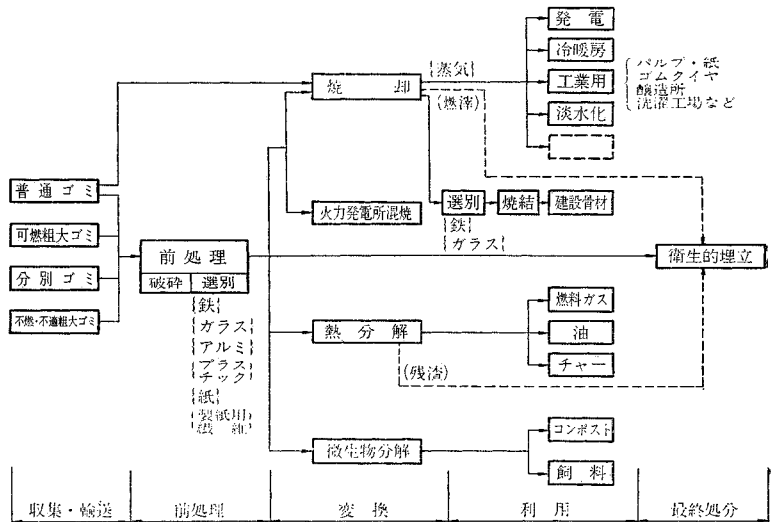 発電
冷暖房
工業用
淡水化
パルプ・紙
ゴムタイヤ
醸造所
洗濯工場など
{蒸気}
焼却
(燃滓)
普通ゴミ
可燃粗大ゴミ
分別ゴミ
不燃・不適粗大ゴミ
前処理
破砕 選別
{鉄}
ガラス
アルミ
プラス
チック
{紙}
(製紙用)
繊維
火力発電所混焼
選別
焼結
建設骨材
{鉄}
ガラス
衛生的埋立
熱分解
(残渣)
燃料ガス
油
チャー
微生物分解
コンポスト
飼料
収集・輸送
前処理
変換
利用
最終処分